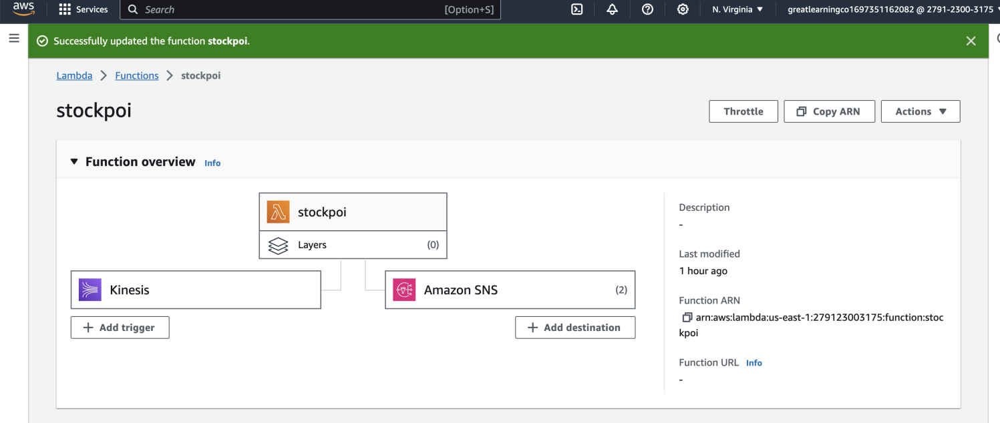 aws
Services
Search
[Option+S]
N. Virginia
greatlearningco1697351162082 @ 2791-2300-3175
Successfully updated the function stockpoi.
Lambda
Functions
stockpoi
stockpoi
Throttle
Copy ARN
Actions
Function overview
Info
stockpoi
Layers
(0)
Kinesis
Amazon SNS
(2)
Add trigger
Add destination
Description
-
Last modified
1 hour ago
Function ARN
arn:aws:lambda:us-east-1:279123003175:function:stoc
kpoi
Function URL
Info
-